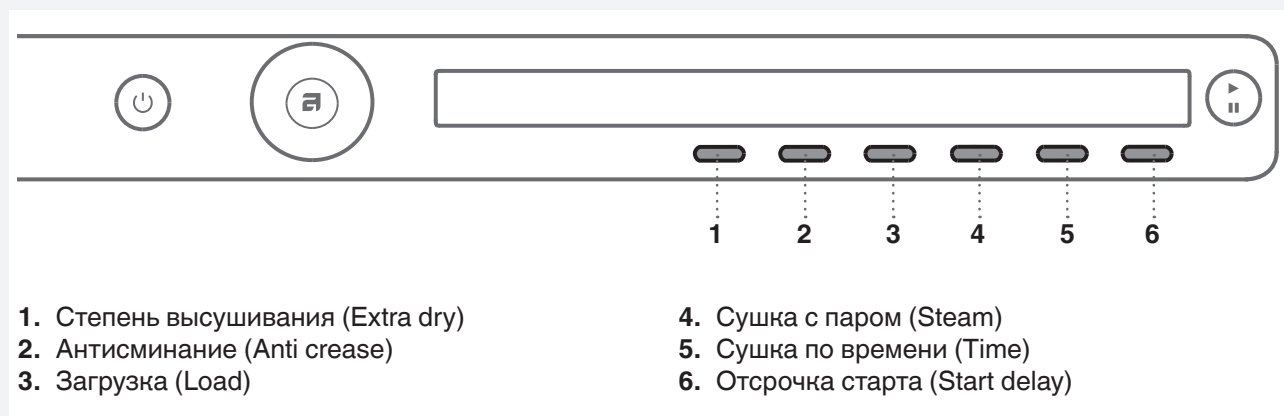 1 2 3 4 5 6
1. Степень высушивания (Extra dry)
2. Антисминание (Anti crease)
3. Загрузка (Load)
4. Сушка с паром (Steam)
5. Сушка по времени (Time)
6. Отсрочка старта (Start delay)